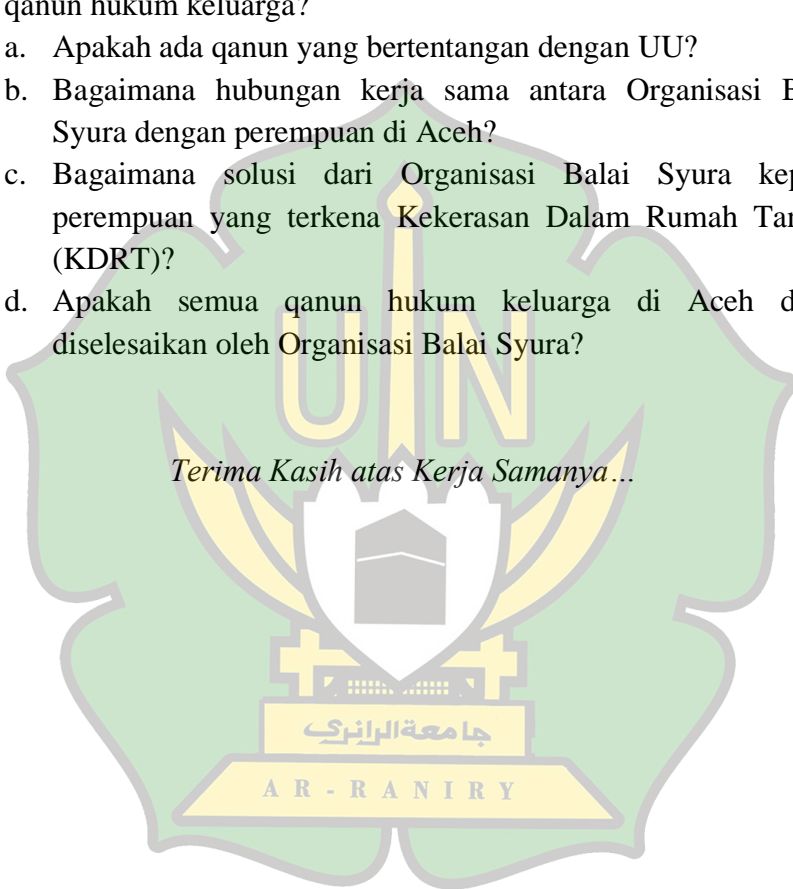 qanun hukum keluarga?
a. Apakah ada qanun yang bertentangan dengan UU?
b. Bagaimana hubungan kerja sama antara Organisasi
Syura dengan perempuan di Aceh?
c. Bagaimana solusi dari Organisasi Balai Syura
perempuan yang terkena Kekerasan Dalam Rumah
(KDRT)?
d. Apakah semua qanun hukum keluarga di Aceh
diselesaikan oleh Organisasi Balai Syura?
UIN
Terima Kasih atas Kerja Samanya...
جامعة الرانري
AR-RANIRY